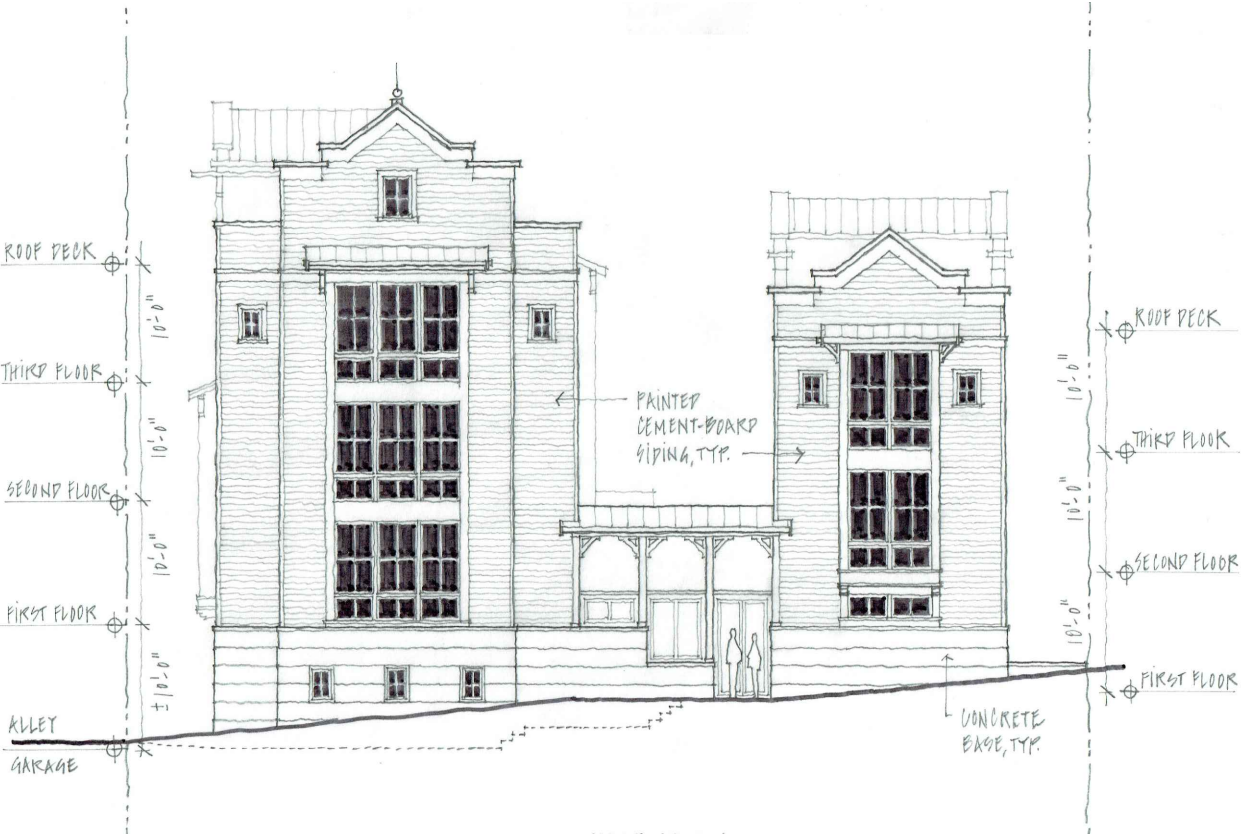 ROOF DECK
10'-0"
THIRD FLOOR
10'-0"
SECOND FLOOR
10'-0"
FIRST FLOOR
±10'-0"
ALLEY
GARAGE
PAINTED
CEMENT-BOARD
SIDING, TYP.
ROOF DECK
10'-0"
THIRD FLOOR
10'-0"
SECOND FLOOR
10'-0"
FIRST FLOOR
CONCRETE
BASE, TYP.